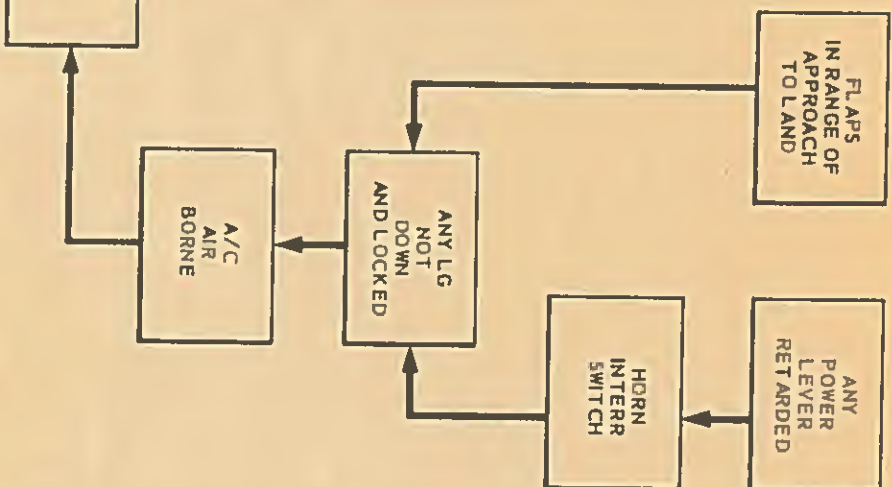 FLAPS
IN RANGE OF
APPROACH
TO LAND
ANY
POWER
LEVER
RETARDED
HORN
INTERR
SWITCH
ANY LG
NOT
DOWN
AND LOCKED
A/C
AIR
BORNE